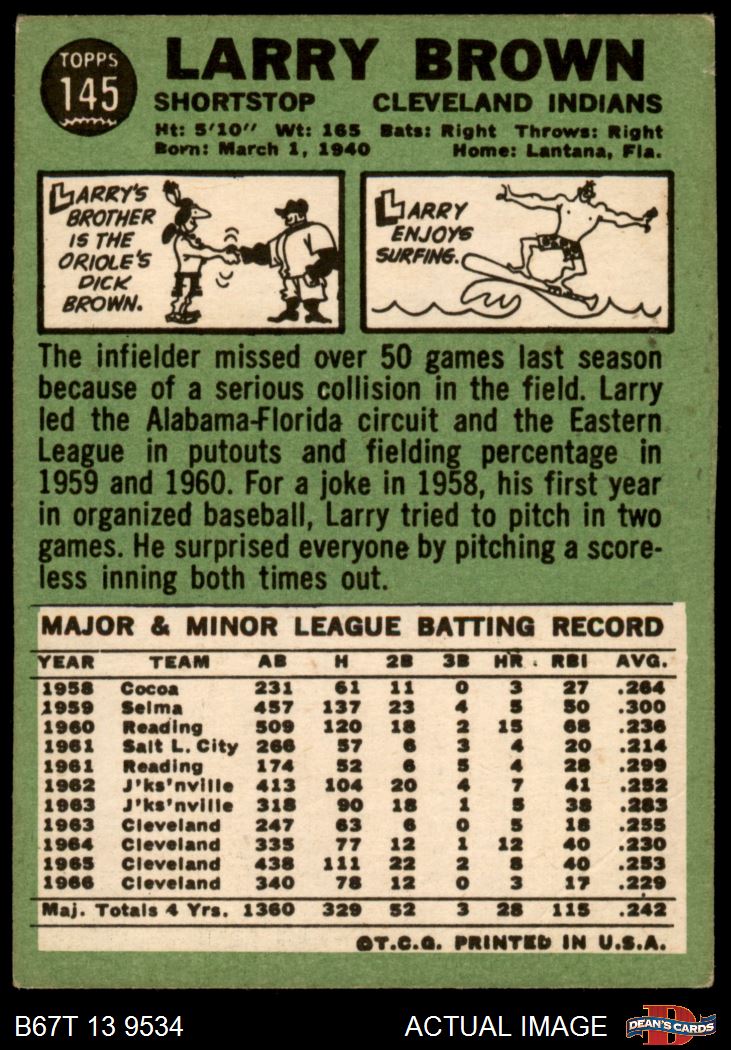 TOPPS
145
LARRY BROWN
SHORTSTOP CLEVELAND INDIANS
Ht: 5'10" Wt: 165 Bats: Right Throws: Right
Born: March 1, 1940 Home: Lantana, Fla.
LARRY'S
BROTHER
IS THE
ORIOLE'S
DICK
BROWN.
LARRY
ENJOYS
SURFING.
The infielder missed over 50 games last season
because of a serious collision in the field. Larry
led the Alabama-Florida circuit and the Eastern
League in putouts and fielding percentage in
1959 and 1960. For a joke in 1958, his first year
in organized baseball, Larry tried to pitch in two
games. He surprised everyone by pitching a score-
less inning both times out.
MAJOR & MINOR LEAGUE BATTING RECORD
YEAR TEAM AB H 2B 3B HR RBI AVG.
1958 Cocoa 231 61 11 0 3 27 .264
1959 Selma 457 137 23 4 5 50 .300
1960 Reading 509 120 18 2 15 68 .236
1961 Salt L. City 266 57 6 3 4 20 .214
1961 Reading 174 52 6 5 4 28 .299
1962 J'ks'nville 413 104 20 4 7 41 .252
1963 J'ks'nville 318 90 18 1 5 38 .283
1963 Cleveland 247 63 6 0 5 18 .255
1964 Cleveland 335 77 12 1 12 40 .230
1965 Cleveland 438 111 22 2 8 40 .253
1966 Cleveland 340 78 12 0 3 17 .229
Maj. Totals 4 Yrs. 1360 329 52 3 28 115 .242
©T.C.G. PRINTED IN U.S.A.
B67T 13 9534 ACTUAL IMAGE
D
DEAN'S CARDS